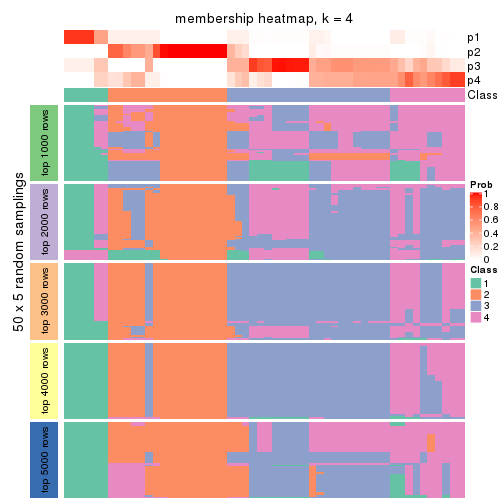 membership heatmap, k = 4
p1
p2
p3
p4
Class
50 x 5 random samplings
top 1000 rows
top 2000 rows
top 3000 rows
top 4000 rows
top 5000 rows
Prob
1
0.8
0.6
0.4
0.2
0
Class
1
2
3
4